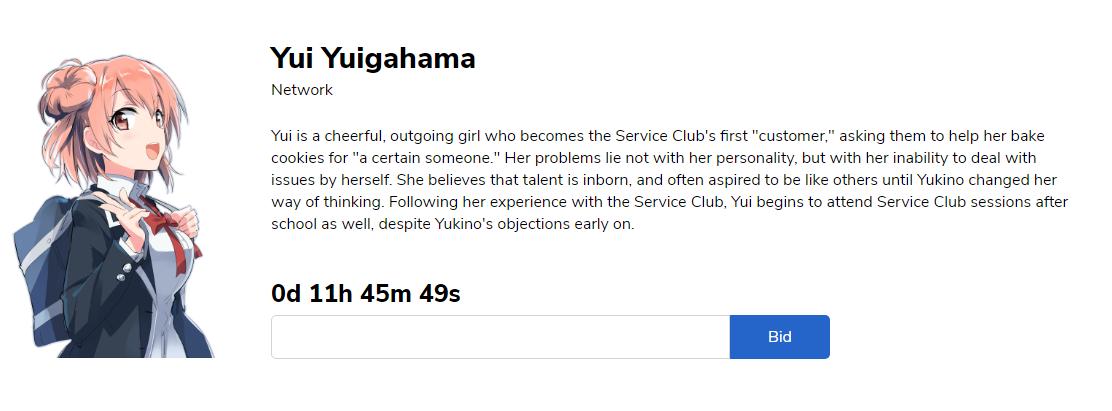 Yui Yuigahama
Network
Yui is a cheerful, outgoing girl who becomes the Service Club's first "customer," asking them to help her bake
cookies for "a certain someone." Her problems lie not with her personality, but with her inability to deal with
issues by herself. She believes that talent is inborn, and often aspired to be like others until Yukino changed her
way of thinking. Following her experience with the Service Club, Yui begins to attend Service Club sessions after
school as well, despite Yukino's objections early on.
0d 11h 45m 49s
Bid